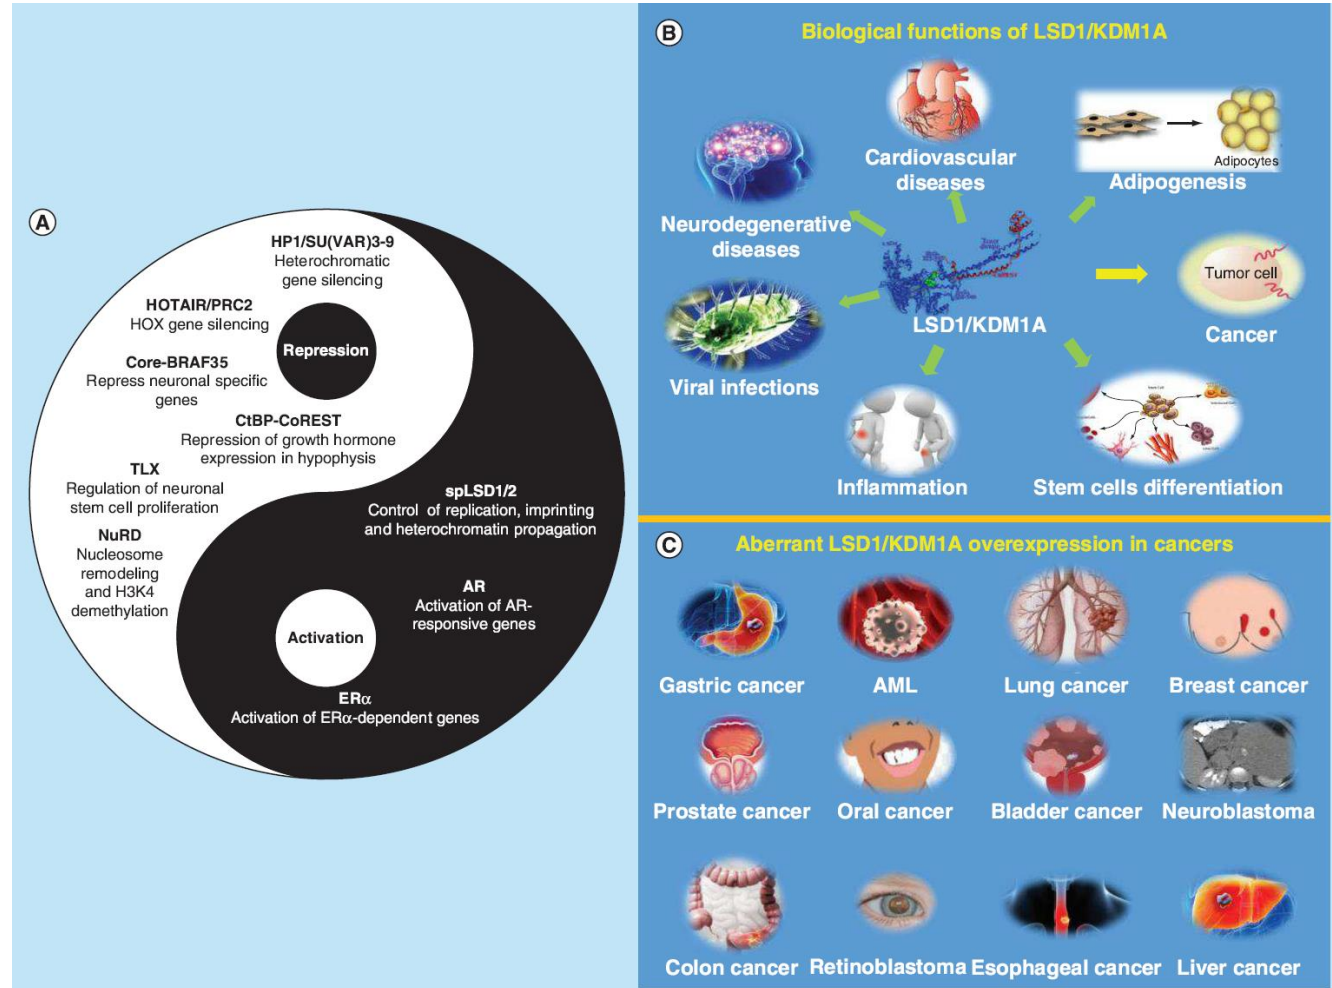 A
HP1/SU(VAR)3-9
Heterochromatic
gene silencing
HOTAIR/PRC2
HOX gene silencing
Repression
Core-BRAF35
Repress neuronal specific
genes
CtBP-CoREST
Repression of growth hormone
expression in hypophysis
TLX
Regulation of neuronal
stem cell proliferation
NuRD
Nucleosome
remodeling
and H3K4
demethylation
spLSD1/2
Control of replication, imprinting
and heterochromatin propagation
AR
Activation of AR-
responsive genes
Activation
ERα
Activation of ERα-dependent genes
B
Biological functions of LSD1/KDM1A
Cardiovascular
diseases
Adipocytes
Adipogenesis
Neurodegenerative
diseases
Tumor cell
Cancer
LSD1/KDM1A
Viral infections
Inflammation
Stem cells differentiation
C
Aberrant LSD1/KDM1A overexpression in cancers
Gastric cancer
AML
Lung cancer
Breast cancer
Prostate cancer
Oral cancer
Bladder cancer
Neuroblastoma
Colon cancer
Retinoblastoma
Esophageal cancer
Liver cancer